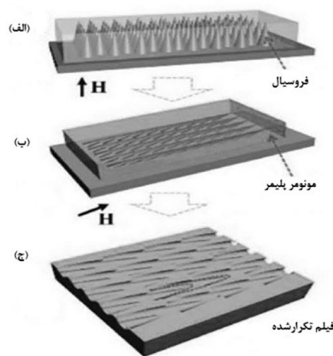 (الف)
فروسیال
H
(ب)
مونومر پلیمر
H
(ج)
فیلم تکرارشده